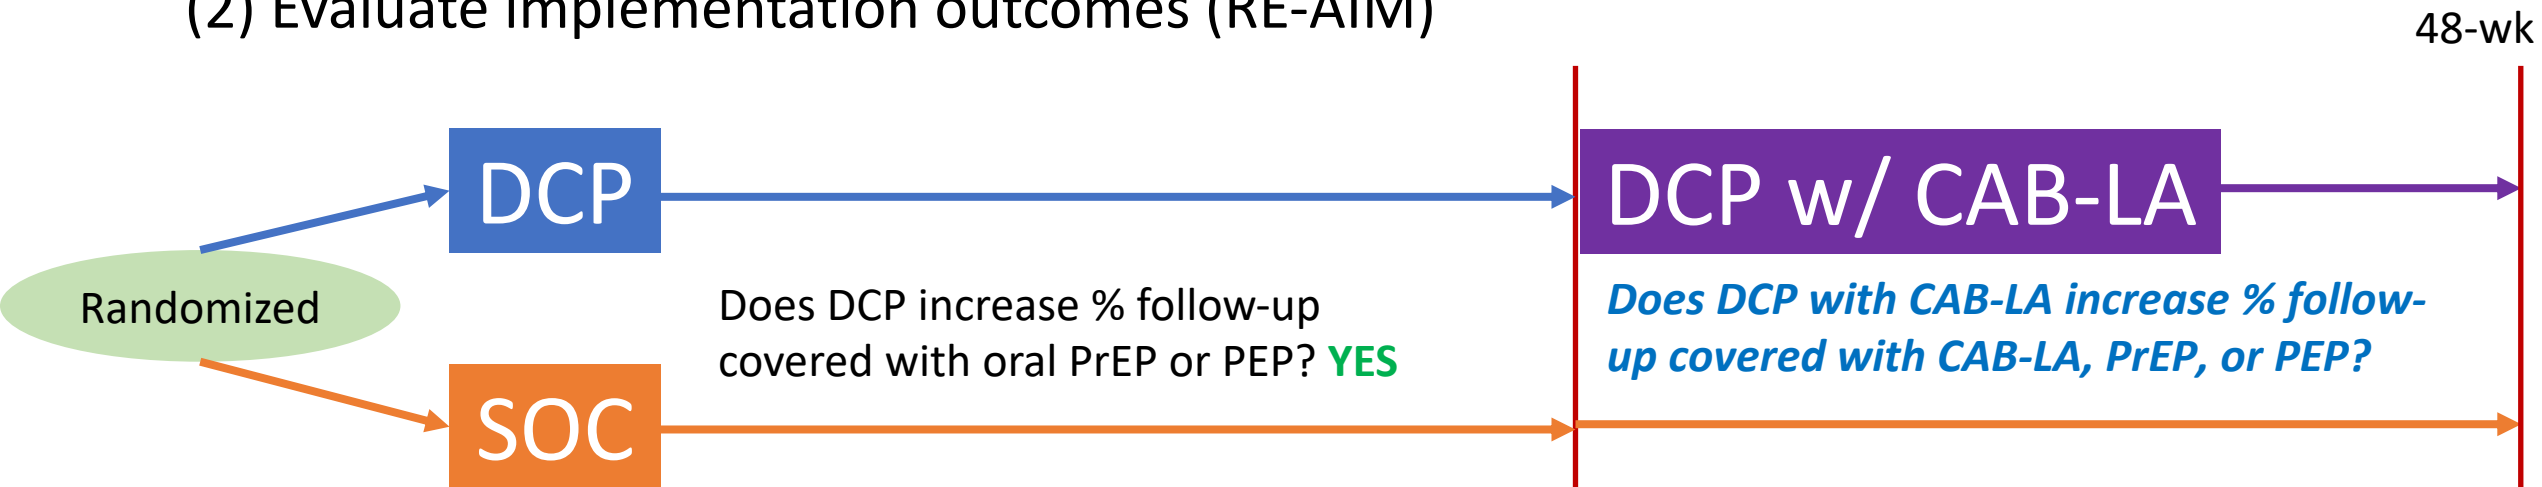 (2) Evaluate implementation outcomes (RE-AIM)
48-wk
DCP
DCP w/ CAB-LA
Randomized
Does DCP increase % follow-up
covered with oral PrEP or PEP? YES
Does DCP with CAB-LA increase % follow-
up covered with CAB-LA, PrEP, or PEP?
SOC